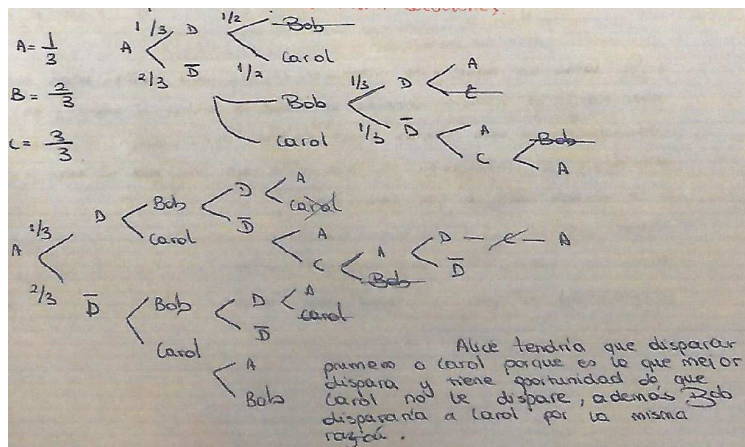 A = 1/3
B = 2/3
C = 3/3
A 1/3 D 1/2 Bob
1/2 Carol
2/3 D̅
Bob 1/3 D A
C
1/3 D̅ A
C Bob
A
Carol
A 1/3 D Bob D A
Carol
D̅ A
C A D - C - A
D̅
Bob
Carol
2/3 D̅ Bob D A
Carol
D̅
Carol A
Bob
Alice tendría que disparar
primero a Carol porque es la que mejor
dispara y tiene oportunidad de que
Carol no le dispare, además Bob
dispararía a Carol por la misma
razón.